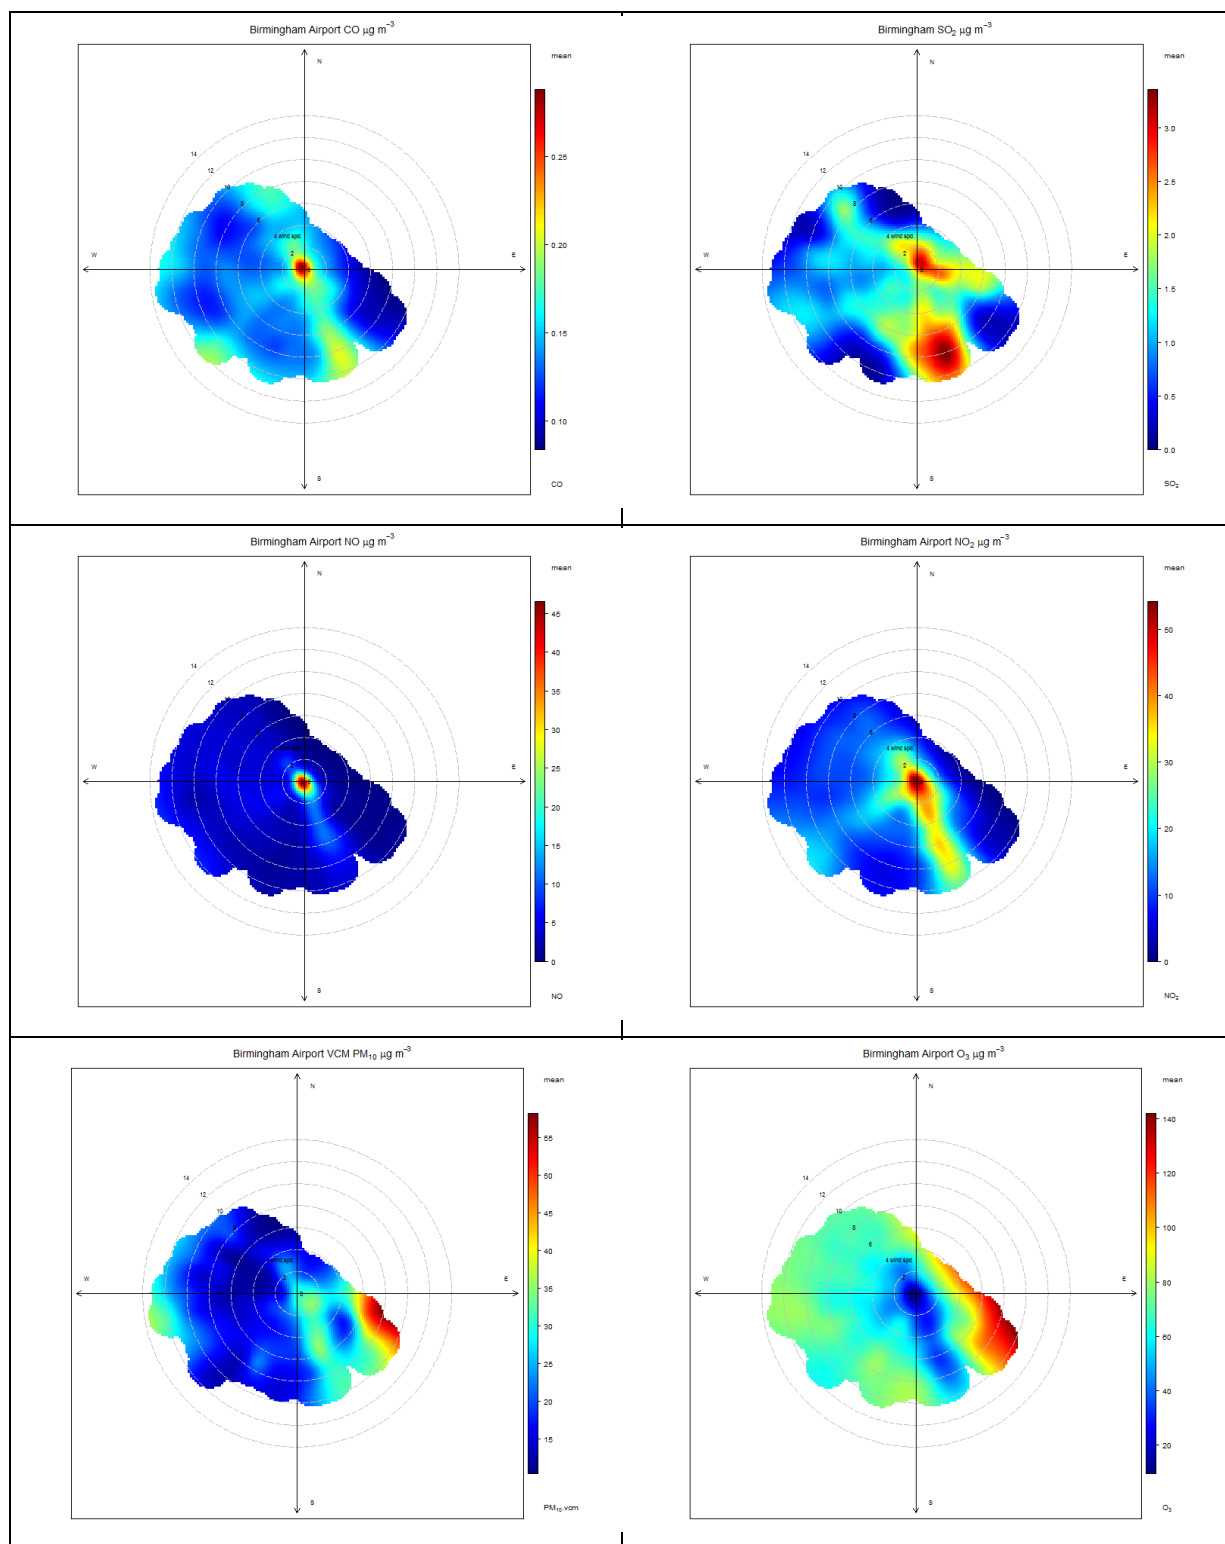 Birmingham Airport CO µg m⁻³
mean
N
14
12
10
8
6
4 wind spd.
2
W
E
S
0.25
0.20
0.15
0.10
CO
Birmingham SO₂ µg m⁻³
mean
N
14
12
10
8
6
4 wind spd.
2
W
E
S
3.0
2.5
2.0
1.5
1.0
0.5
0.0
SO₂
Birmingham Airport NO µg m⁻³
mean
N
14
12
wind spd.
W
E
S
45
40
35
30
25
20
15
10
5
0
NO
Birmingham Airport NO₂ µg m⁻³
mean
N
14
12
8
6
4 wind spd.
2
W
E
S
50
40
30
20
10
0
NO₂
Birmingham Airport VCM PM₁₀ µg m⁻³
mean
N
14
12
10
wind spd.
2
0
W
E
S
55
50
45
40
35
30
25
20
15
PM₁₀.vcm
Birmingham Airport O₃ µg m⁻³
mean
N
14
12
10
8
6
4 wind spd.
2
W
E
S
140
120
100
80
60
40
20
O₃